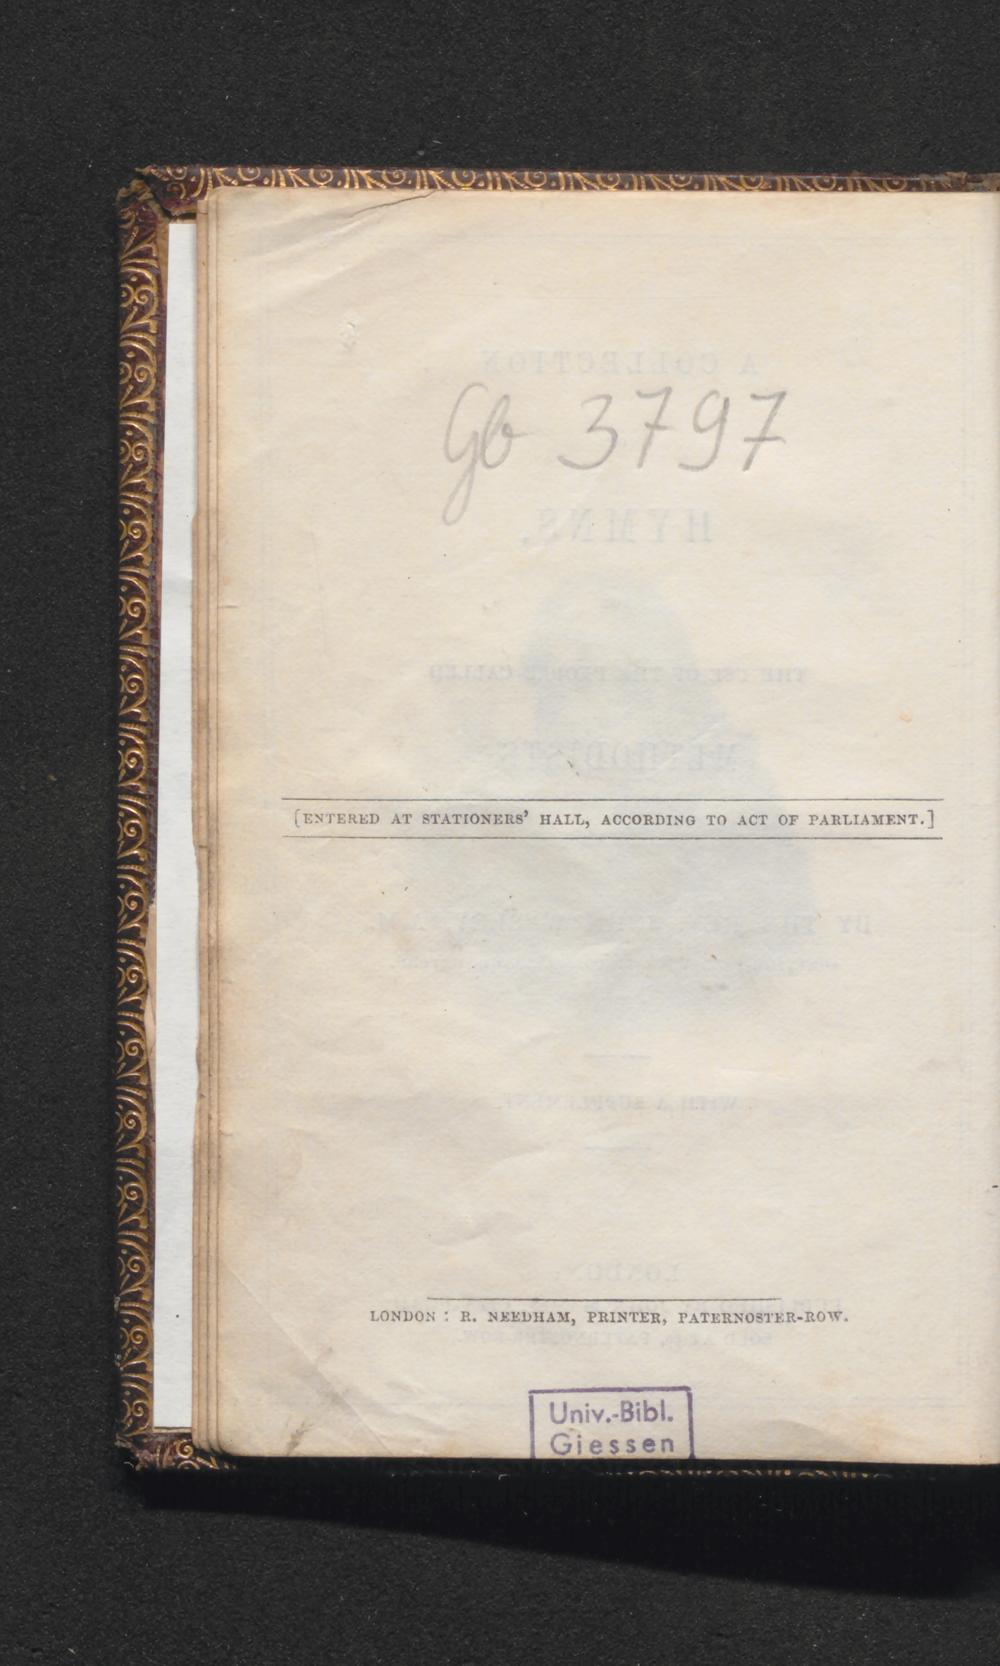 Gb 3797
[ENTERED AT STATIONERS' HALL, ACCORDING TO ACT OF PARLIAMENT.]
LONDON : R. NEEDHAM, PRINTER, PATERNOSTER-ROW.
Univ.-Bibl.
Giessen